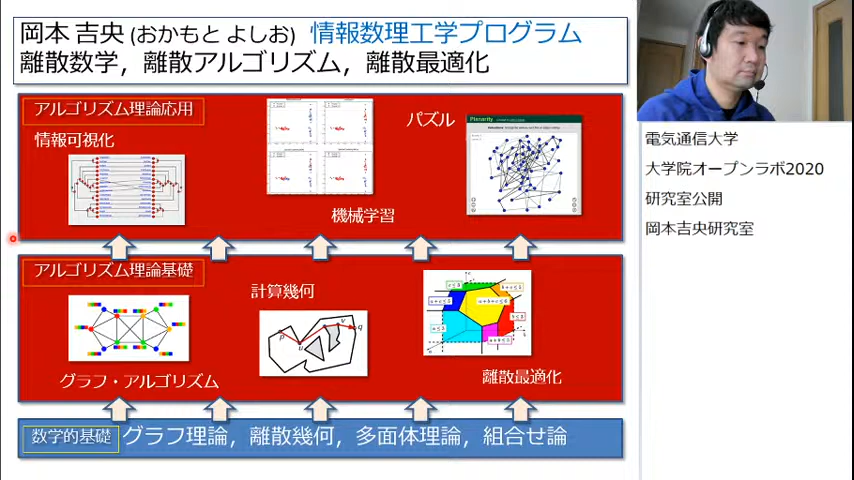 岡本 吉央 (おかもと よしお) 情報数理工学プログラム
離散数学，離散アルゴリズム，離散最適化
アルゴリズム理論応用
情報可視化
機械学習
パズル
Planarity
アルゴリズム理論基礎
グラフ・アルゴリズム
計算幾何
p
u
v
q
離散最適化
数学的基礎 グラフ理論，離散幾何，多面体理論，組合せ論
電気通信大学
大学院オープンラボ2020
研究室公開
岡本吉央研究室